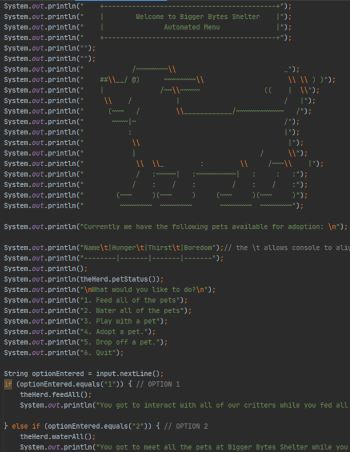 System.out.println("    +-------------------------------------------+");
System.out.println("    |        Welcome to Bigger Bytes Shelter    |");
System.out.println("    |               Automated Menu              |");
System.out.println("    +-------------------------------------------+");
System.out.println("");
System.out.println("");
System.out.println("
System.out.println("
System.out.println("
System.out.println("
System.out.println("
System.out.println("
System.out.println("
System.out.println("
System.out.println("
System.out.println("
System.out.println("
System.out.println("
System.out.println("
System.out.println("
System.out.println("Currently we have the following pets available for adoption: \n");
System.out.println("Name\t|Hunger\t|Thirst\t|Boredom");// the \t allows console to
System.out.println("--------|-------|-------|-------");
System.out.println();
System.out.println(theHerd.petStatus());
System.out.println("\nWhat would you like to do?\n");
System.out.println("1. Feed all of the pets");
System.out.println("2. Water all of the pets");
System.out.println("3. Play with a pet.");
System.out.println("4. Adopt a pet.");
System.out.println("5. Drop off a pet.");
System.out.println("6. Quit");
String optionEntered = input.nextLine();
if (optionEntered.equals("1")) { // OPTION 1
theHerd.feedAll();
System.out.println("You got to interact with all of our critters while you fed all
} else if (optionEntered.equals("2")) { // OPTION 2
theHerd.waterAll();
System.out.println("You got to meet all the pets at Bigger Bytes Shelter while you